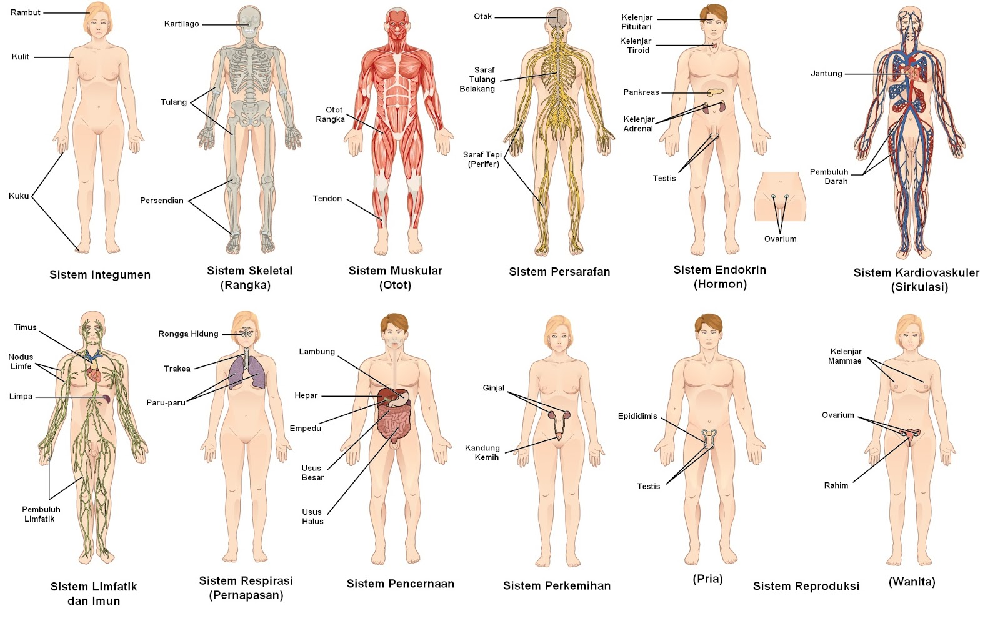 Rambut
Kulit
Kuku
Sistem Integumen
Kartilago
Tulang
Persendian
Sistem Skeletal
(Rangka)
Otot
Rangka
Tendon
Sistem Muskular
(Otot)
Otak
Saraf
Tulang
Belakang
Saraf Tepi
(Perifer)
Sistem Persarafan
Kelenjar
Pituitari
Kelenjar
Tiroid
Pankreas
Kelenjar
Adrenal
Testis
Ovarium
Sistem Endokrin
(Hormon)
Jantung
Pembuluh
Darah
Sistem Kardiovaskuler
(Sirkulasi)
Timus
Nodus
Limfe
Limpa
Pembuluh
Limfatik
Sistem Limfatik
dan Imun
Rongga Hidung
Trakea
Paru-paru
Sistem Respirasi
(Pernapasan)
Lambung
Hepar
Empedu
Usus
Besar
Usus
Halus
Sistem Pencernaan
Ginjal
Kandung
Kemih
Sistem Perkemihan
Epididimis
Testis
(Pria)
Kelenjar
Mammae
Ovarium
Rahim
(Wanita)
Sistem Reproduksi